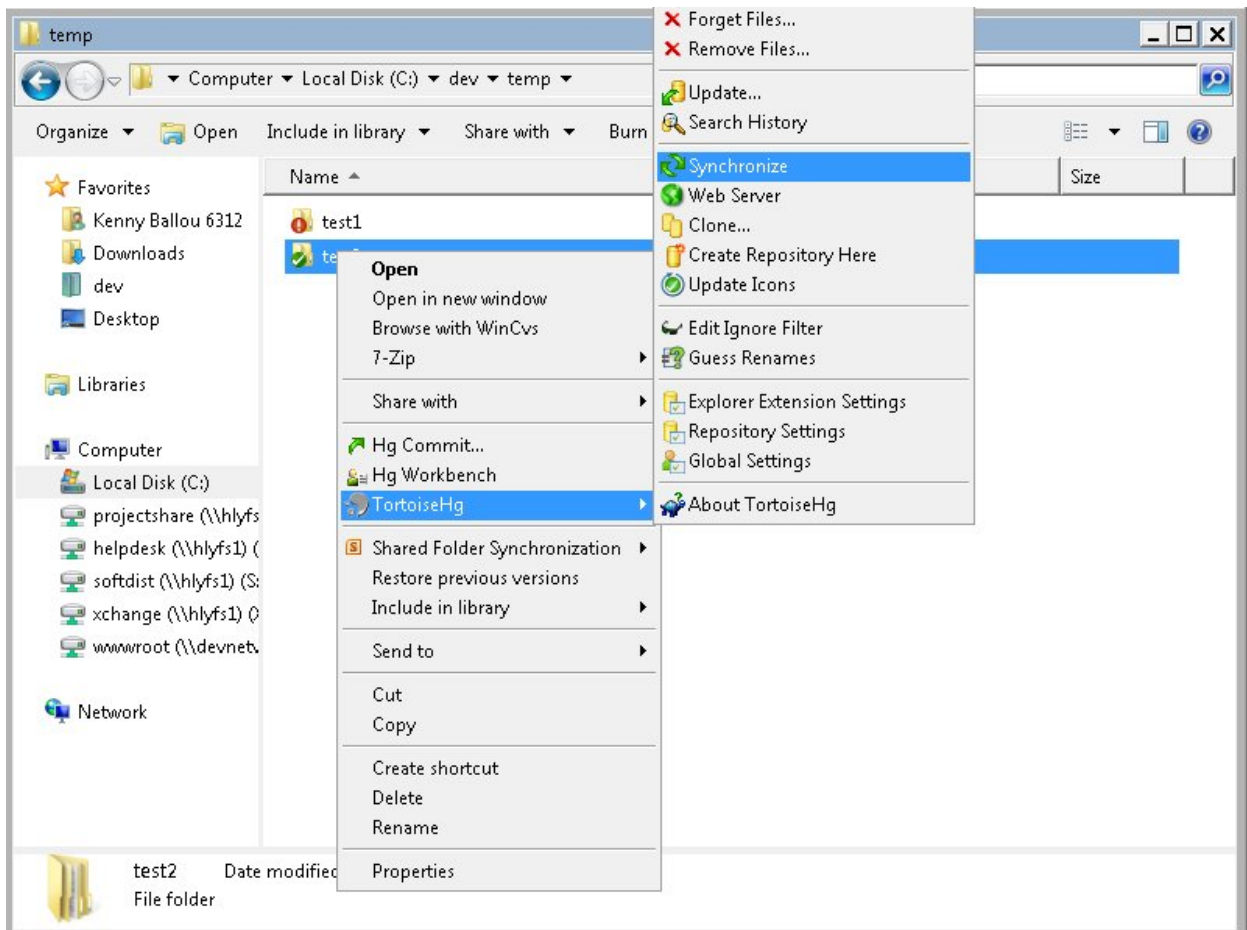 temp
Computer Local Disk (C:) dev temp
Organize Open Include in library Share with Burn
Name Size
Favorites
Kenny Ballou 6312
Downloads
dev
Desktop
Libraries
Computer
Local Disk (C:)
projectshare (\\hlyfs
helpdesk (\\hlyfs1) (
softdist (\\hlyfs1) (S:
xchange (\\hlyfs1) (
wwwroot (\\devnet
Network
test1
te
Open
Open in new window
Browse with WinCvs
7-Zip
Share with
Hg Commit...
Hg Workbench
TortoiseHg
Shared Folder Synchronization
Restore previous versions
Include in library
Send to
Cut
Copy
Create shortcut
Delete
Rename
Properties
Forget Files...
Remove Files...
Update...
Search History
Synchronize
Web Server
Clone...
Create Repository Here
Update Icons
Edit Ignore Filter
Guess Renames
Explorer Extension Settings
Repository Settings
Global Settings
About TortoiseHg
test2 Date modified
File folder